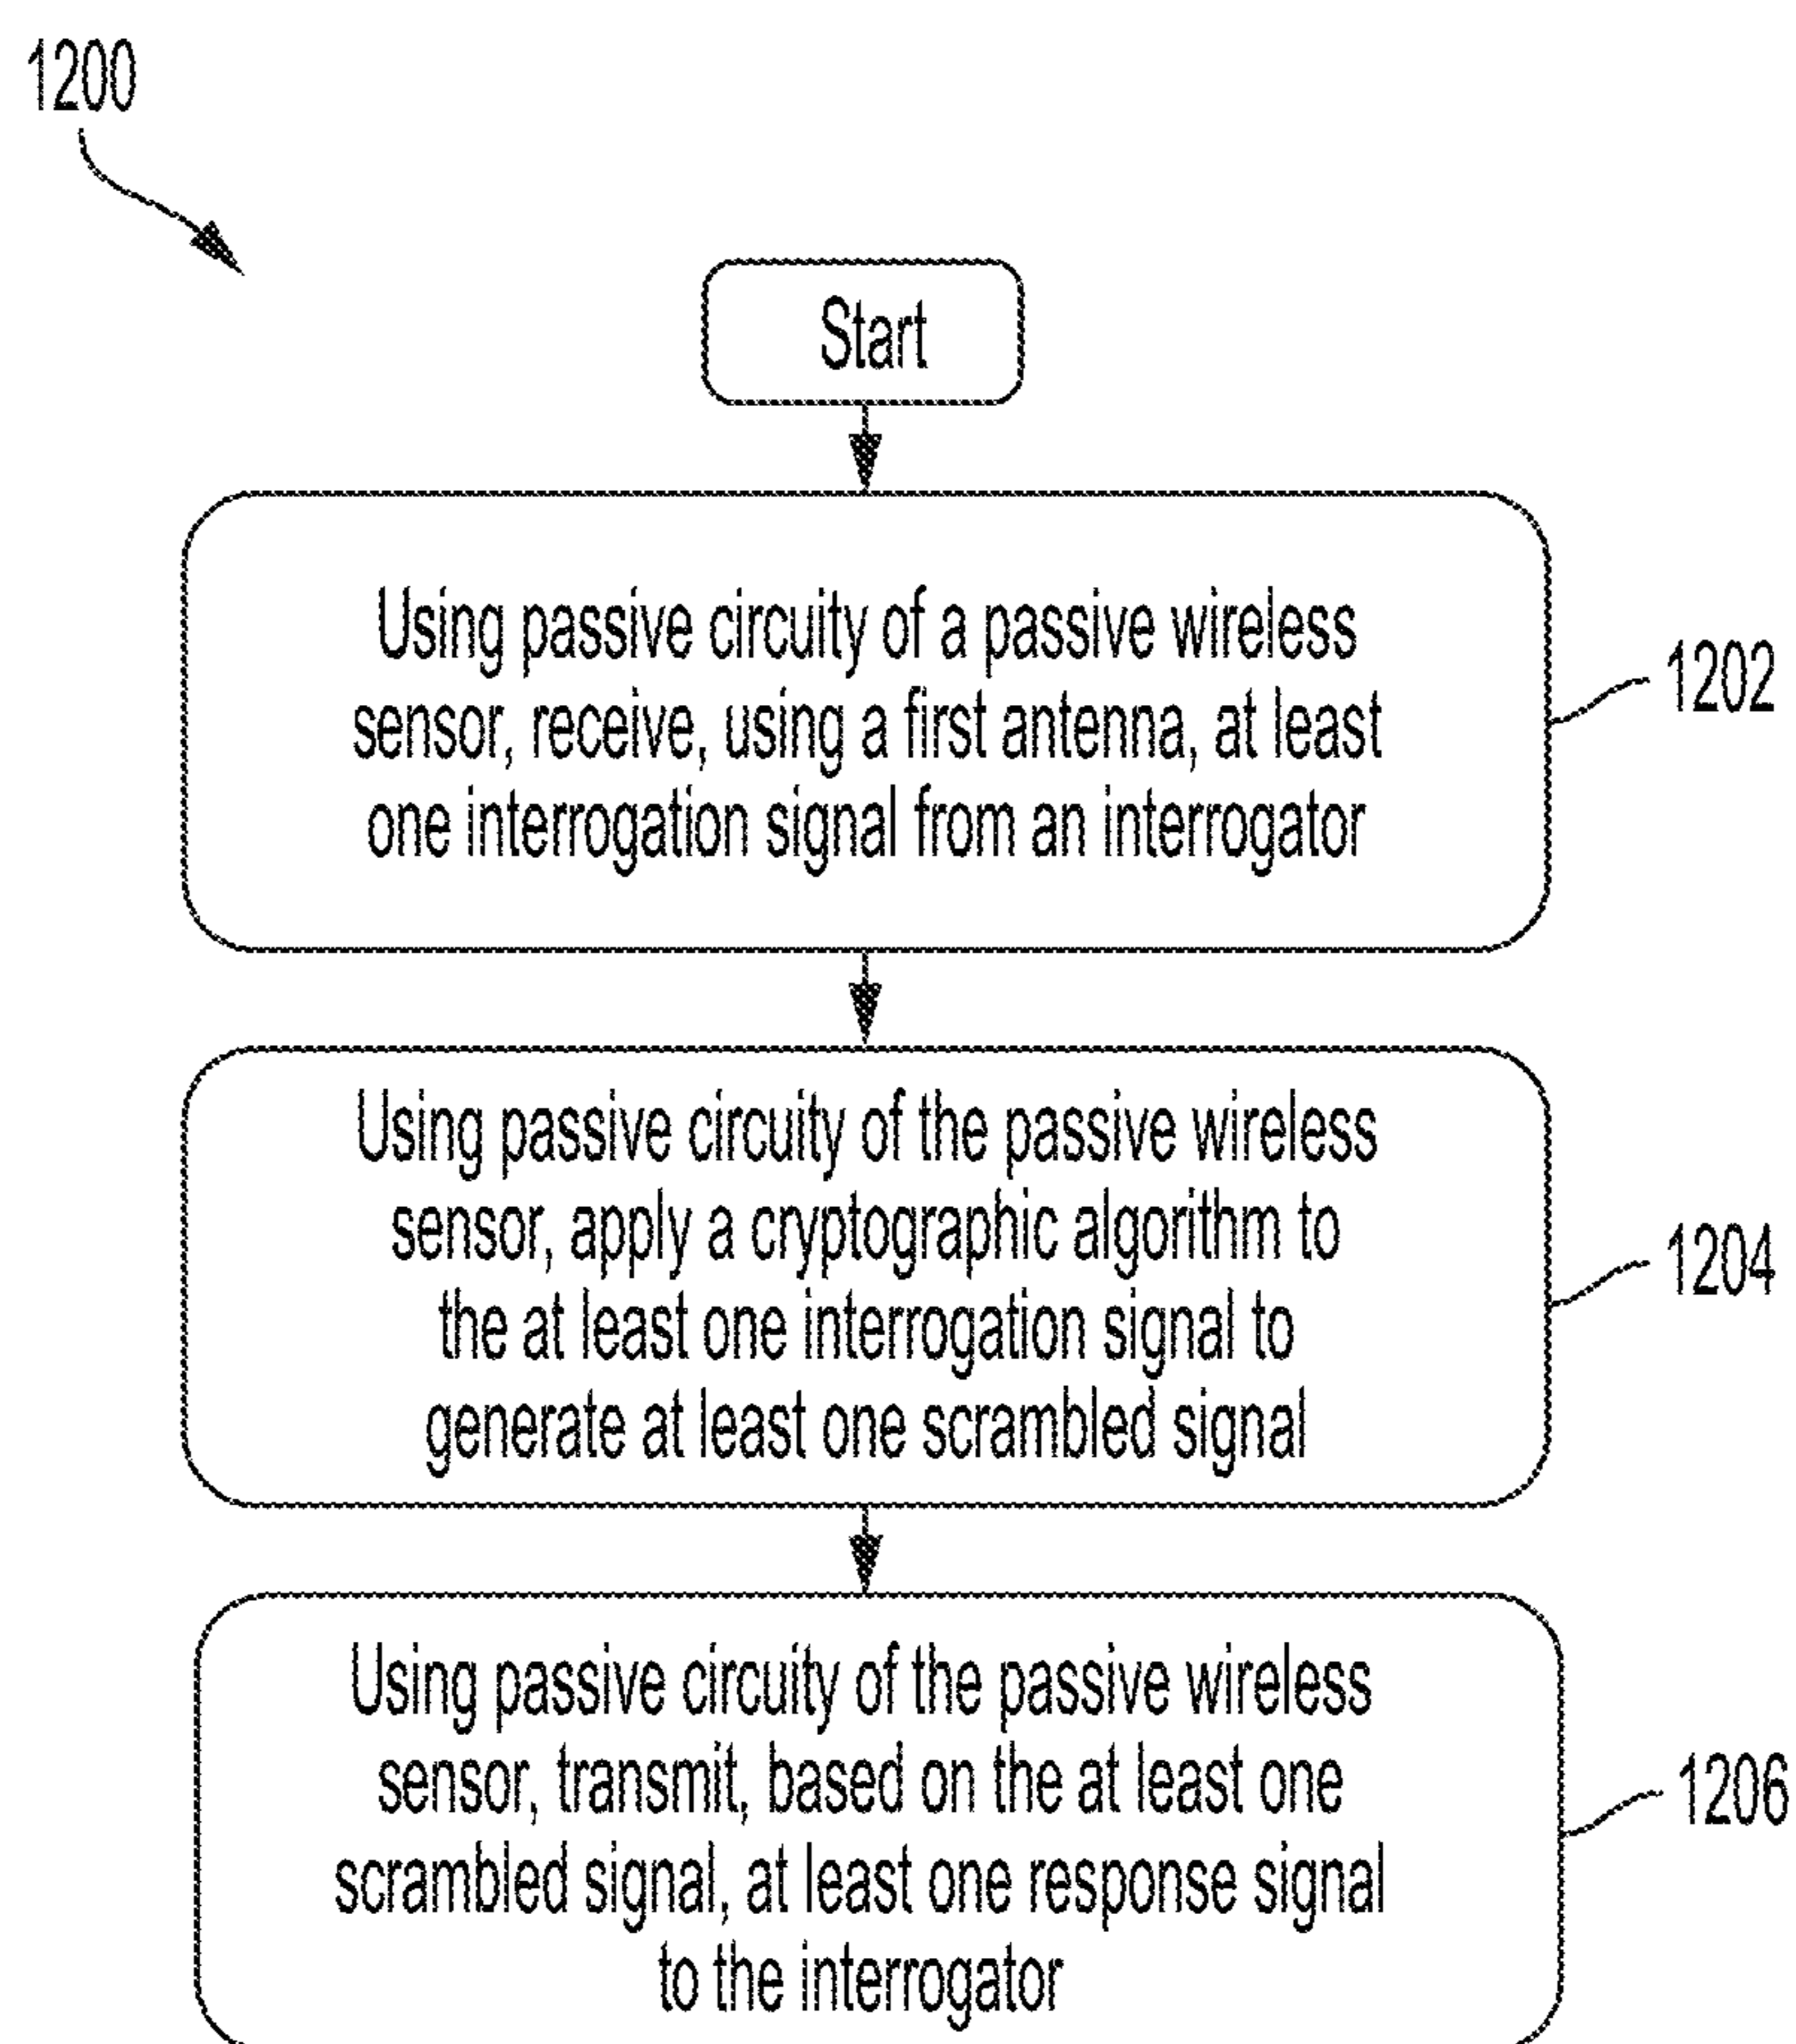 1200
Start
Using passive circuity of a passive wireless
sensor, receive, using a first antenna, at least
one interrogation signal from an interrogator
1202
Using passive circuity of the passive wireless
sensor, apply a cryptographic algorithm to
the at least one interrogation signal to
generate at least one scrambled signal
1204
Using passive circuity of the passive wireless
sensor, transmit, based on the at least one
scrambled signal, at least one response signal
to the interrogator
1206